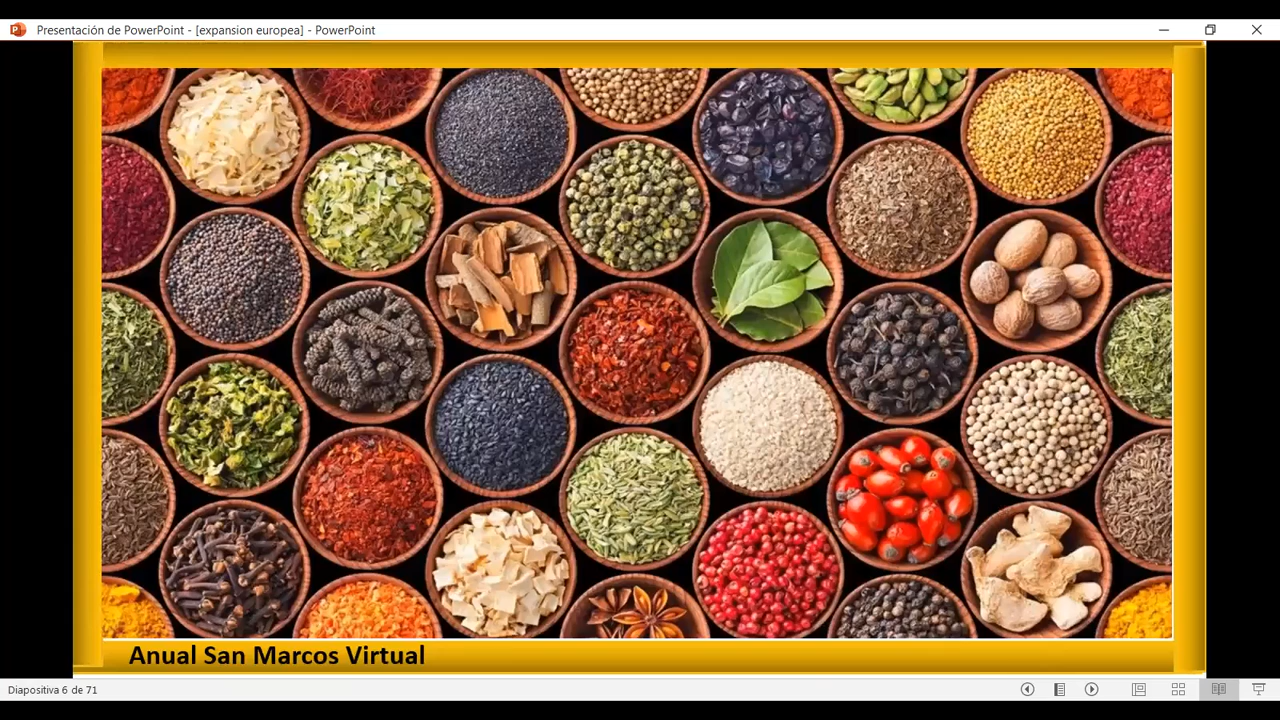 Presentación de PowerPoint - [expansion europea] - PowerPoint
Anual San Marcos Virtual
Diapositiva 6 de 71